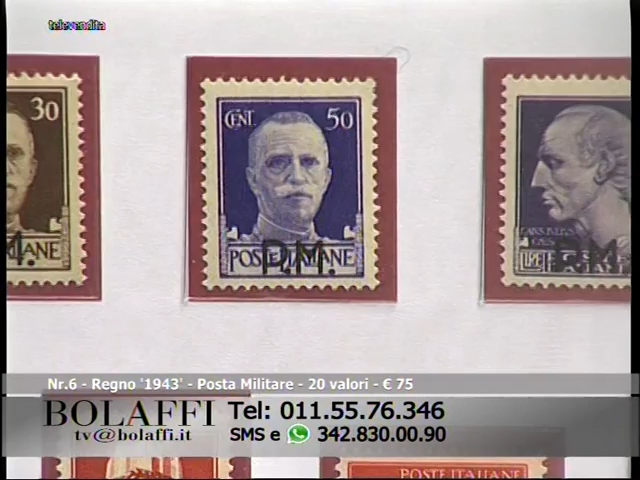 televendita
30
CENT. 50
P.M.
POSTE ITALIANE
P.M.
LIRE
Nr.6 - Regno '1943' - Posta Militare - 20 valori - € 75
BOLAFFI Tel: 011.55.76.346
tv@bolaffi.it SMS e 342.830.00.90
POSTE ITALIANE